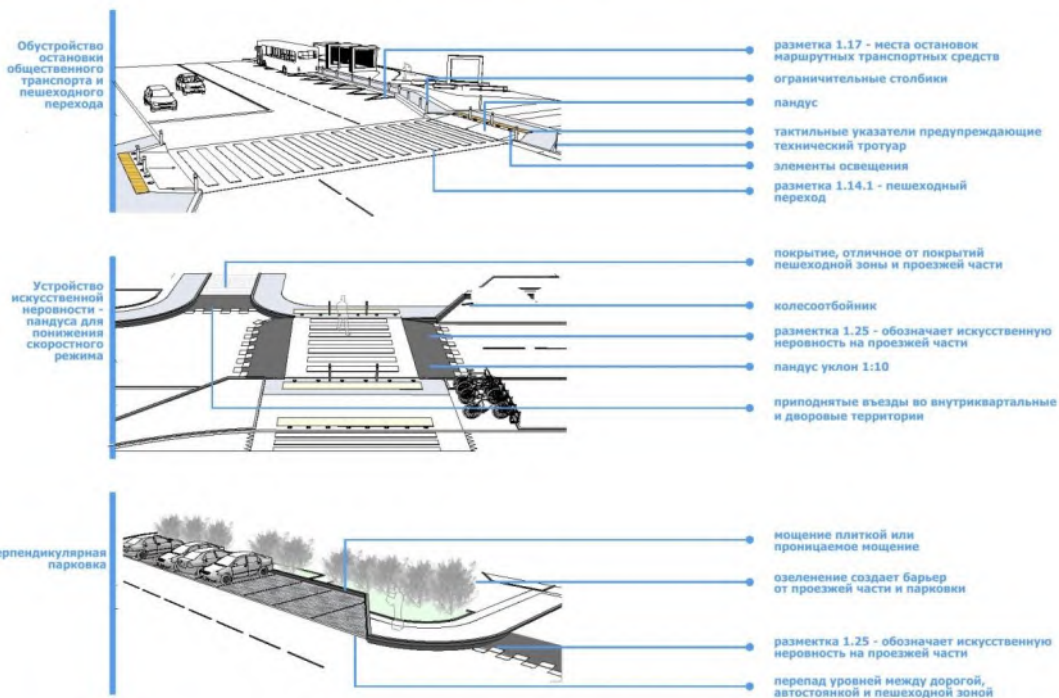 Обустройство
остановки
общественного
транспорта и
пешеходного
перехода
разметка 1.17 - места остановок
маршрутных транспортных средств
ограничительные столбики
пандус
тактильные указатели предупреждающие
технический тротуар
элементы освещения
разметка 1.14.1 - пешеходный
переход
Устройство
искусственной
неровности -
пандуса для
понижения
скоростного
режима
покрытие, отличное от покрытий
пешеходной зоны и проезжей части
колесоотбойник
размектка 1.25 - обозначает искусственную
неровность на проезжей части
пандус уклон 1:10
приподнятые въезды во внутриквартальные
и дворовые территории
ерпендикулярная
парковка
мощение плиткой или
проницаемое мощение
озеленение создает барьер
от проезжей части и парковки
размектка 1.25 - обозначает искусственную
неровность на проезжей части
перепад уровней между дорогой,
автостоянкой и пешеходной зоной